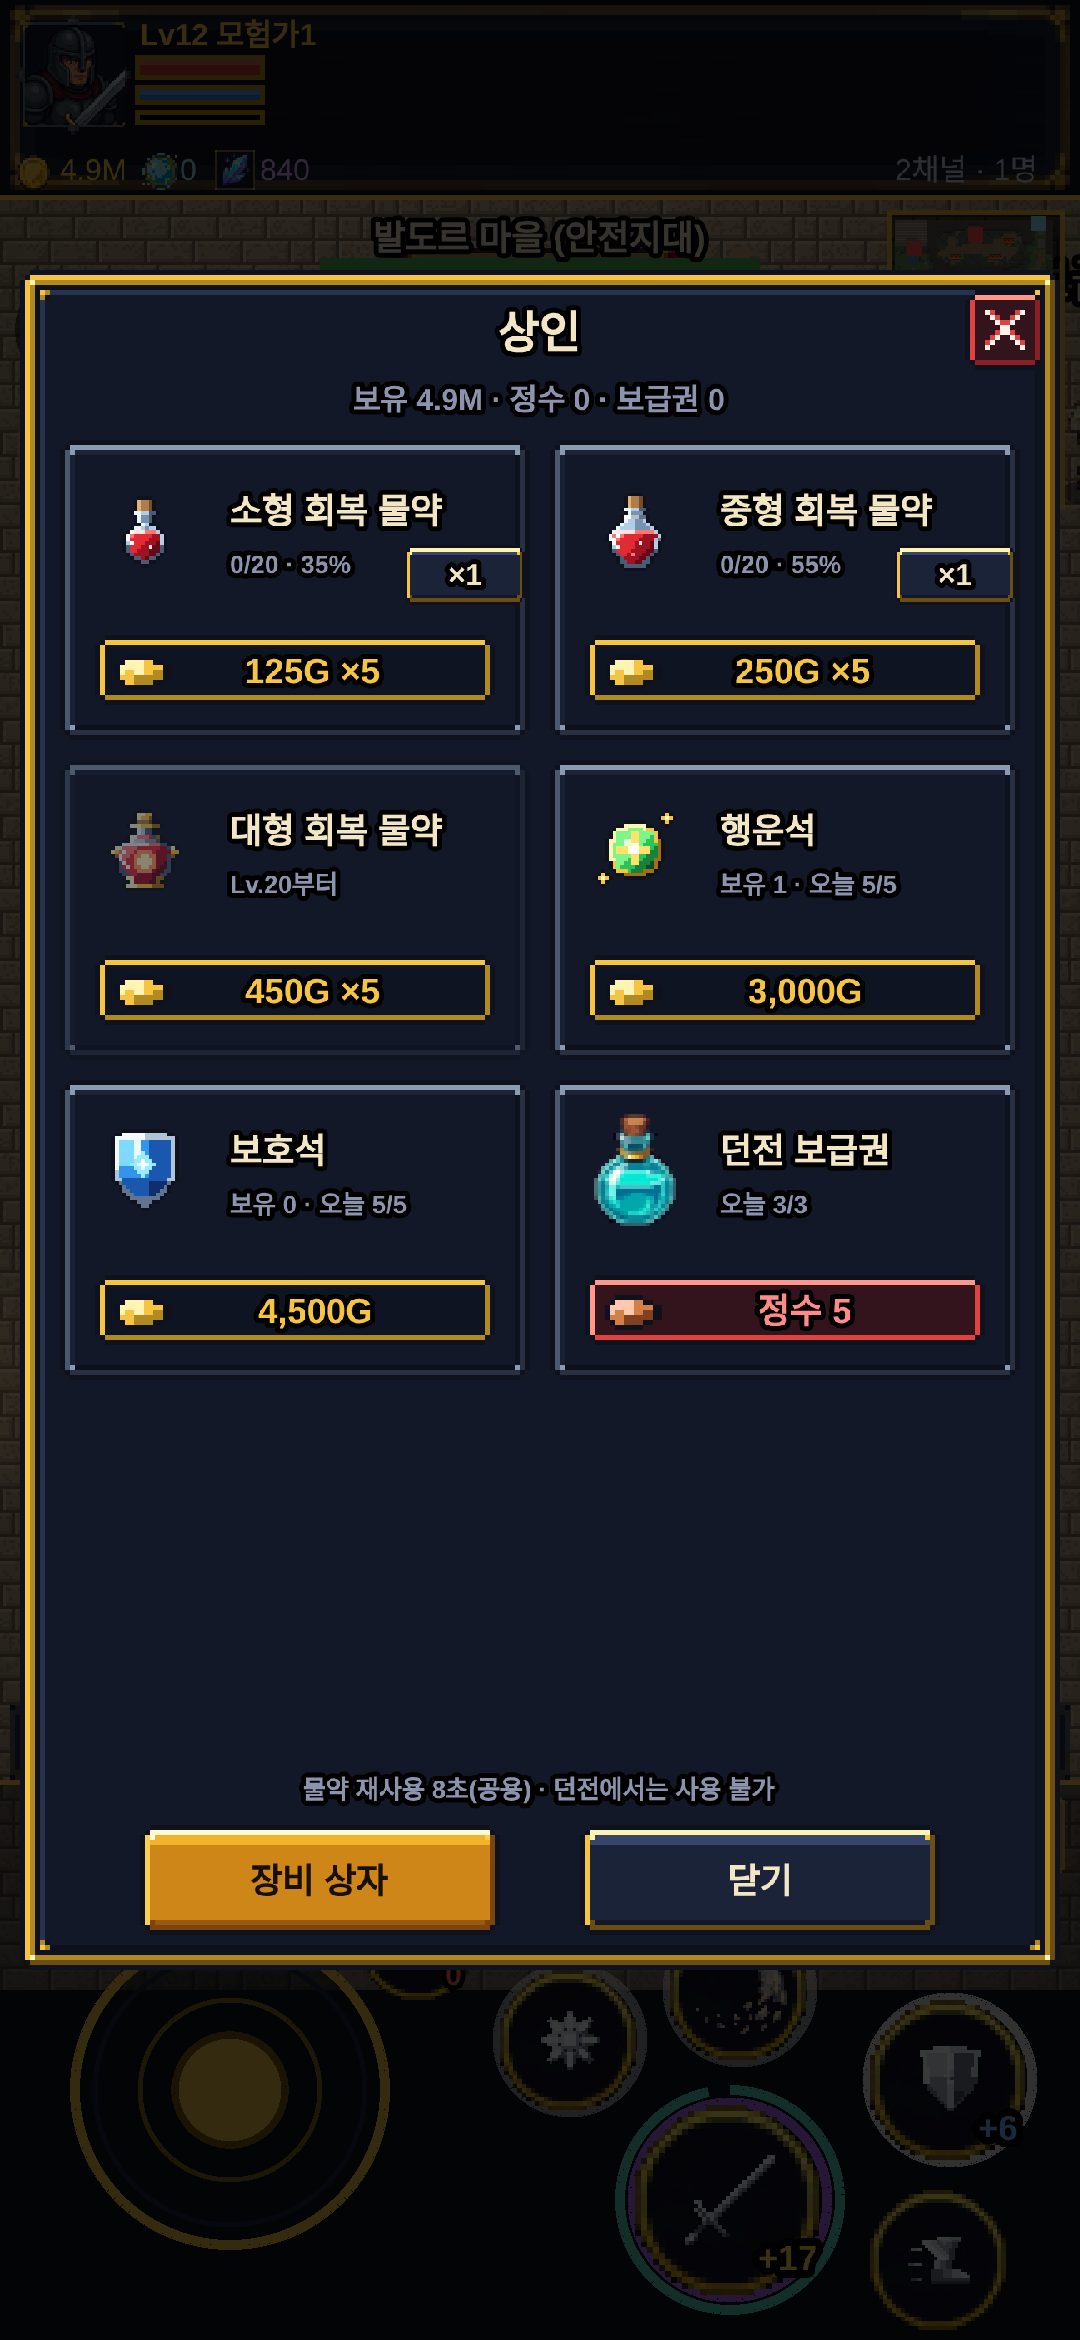 Lv12 모험가1
4.9M 0 840
2채널 · 1명
발도르 마을 (안전지대)
상인
보유 4.9M · 정수 0 · 보급권 0
소형 회복 물약
0/20 · 35%
×1
125G ×5
중형 회복 물약
0/20 · 55%
×1
250G ×5
대형 회복 물약
Lv.20부터
450G ×5
행운석
보유 1 · 오늘 5/5
3,000G
보호석
보유 0 · 오늘 5/5
4,500G
던전 보급권
오늘 3/3
정수 5
물약 재사용 8초(공용) · 던전에서는 사용 불가
장비 상자
닫기
0
+6
+17